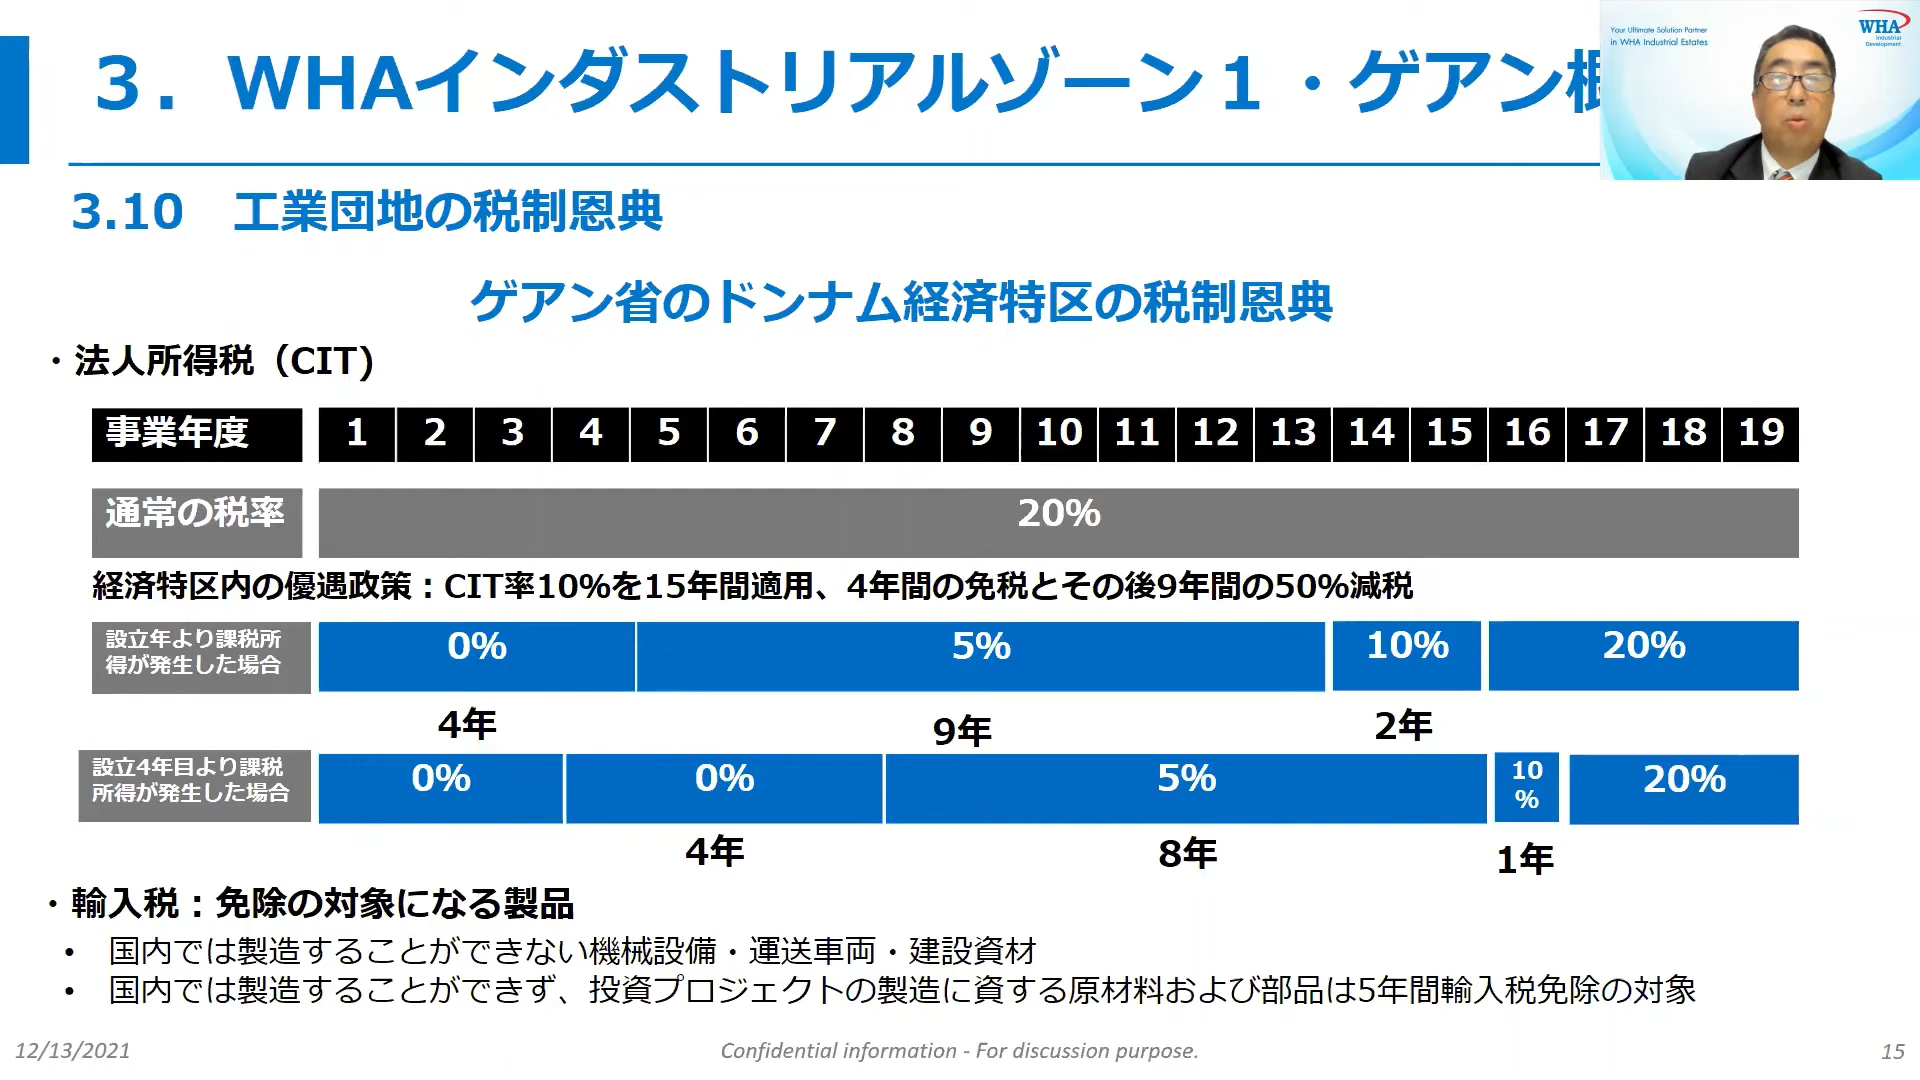 ３．WHAインダストリアルゾーン１・ゲアン概
Your Ultimate Solution Partner
in WHA Industrial Estates
WHA
Industrial
Development
3.10　工業団地の税制恩典
ゲアン省のドンナム経済特区の税制恩典
・法人所得税（CIT)
事業年度 1 2 3 4 5 6 7 8 9 10 11 12 13 14 15 16 17 18 19
通常の税率 20%
経済特区内の優遇政策：CIT率10%を15年間適用、4年間の免税とその後9年間の50%減税
設立年より課税所
得が発生した場合
0% 5% 10% 20%
4年 9年 2年
設立4年目より課税
所得が発生した場合
0% 0% 5% 10
%
20%
4年 8年 1年
・輸入税：免除の対象になる製品
• 国内では製造することができない機械設備・運送車両・建設資材
• 国内では製造することができず、投資プロジェクトの製造に資する原材料および部品は5年間輸入税免除の対象
12/13/2021
Confidential information - For discussion purpose.
15